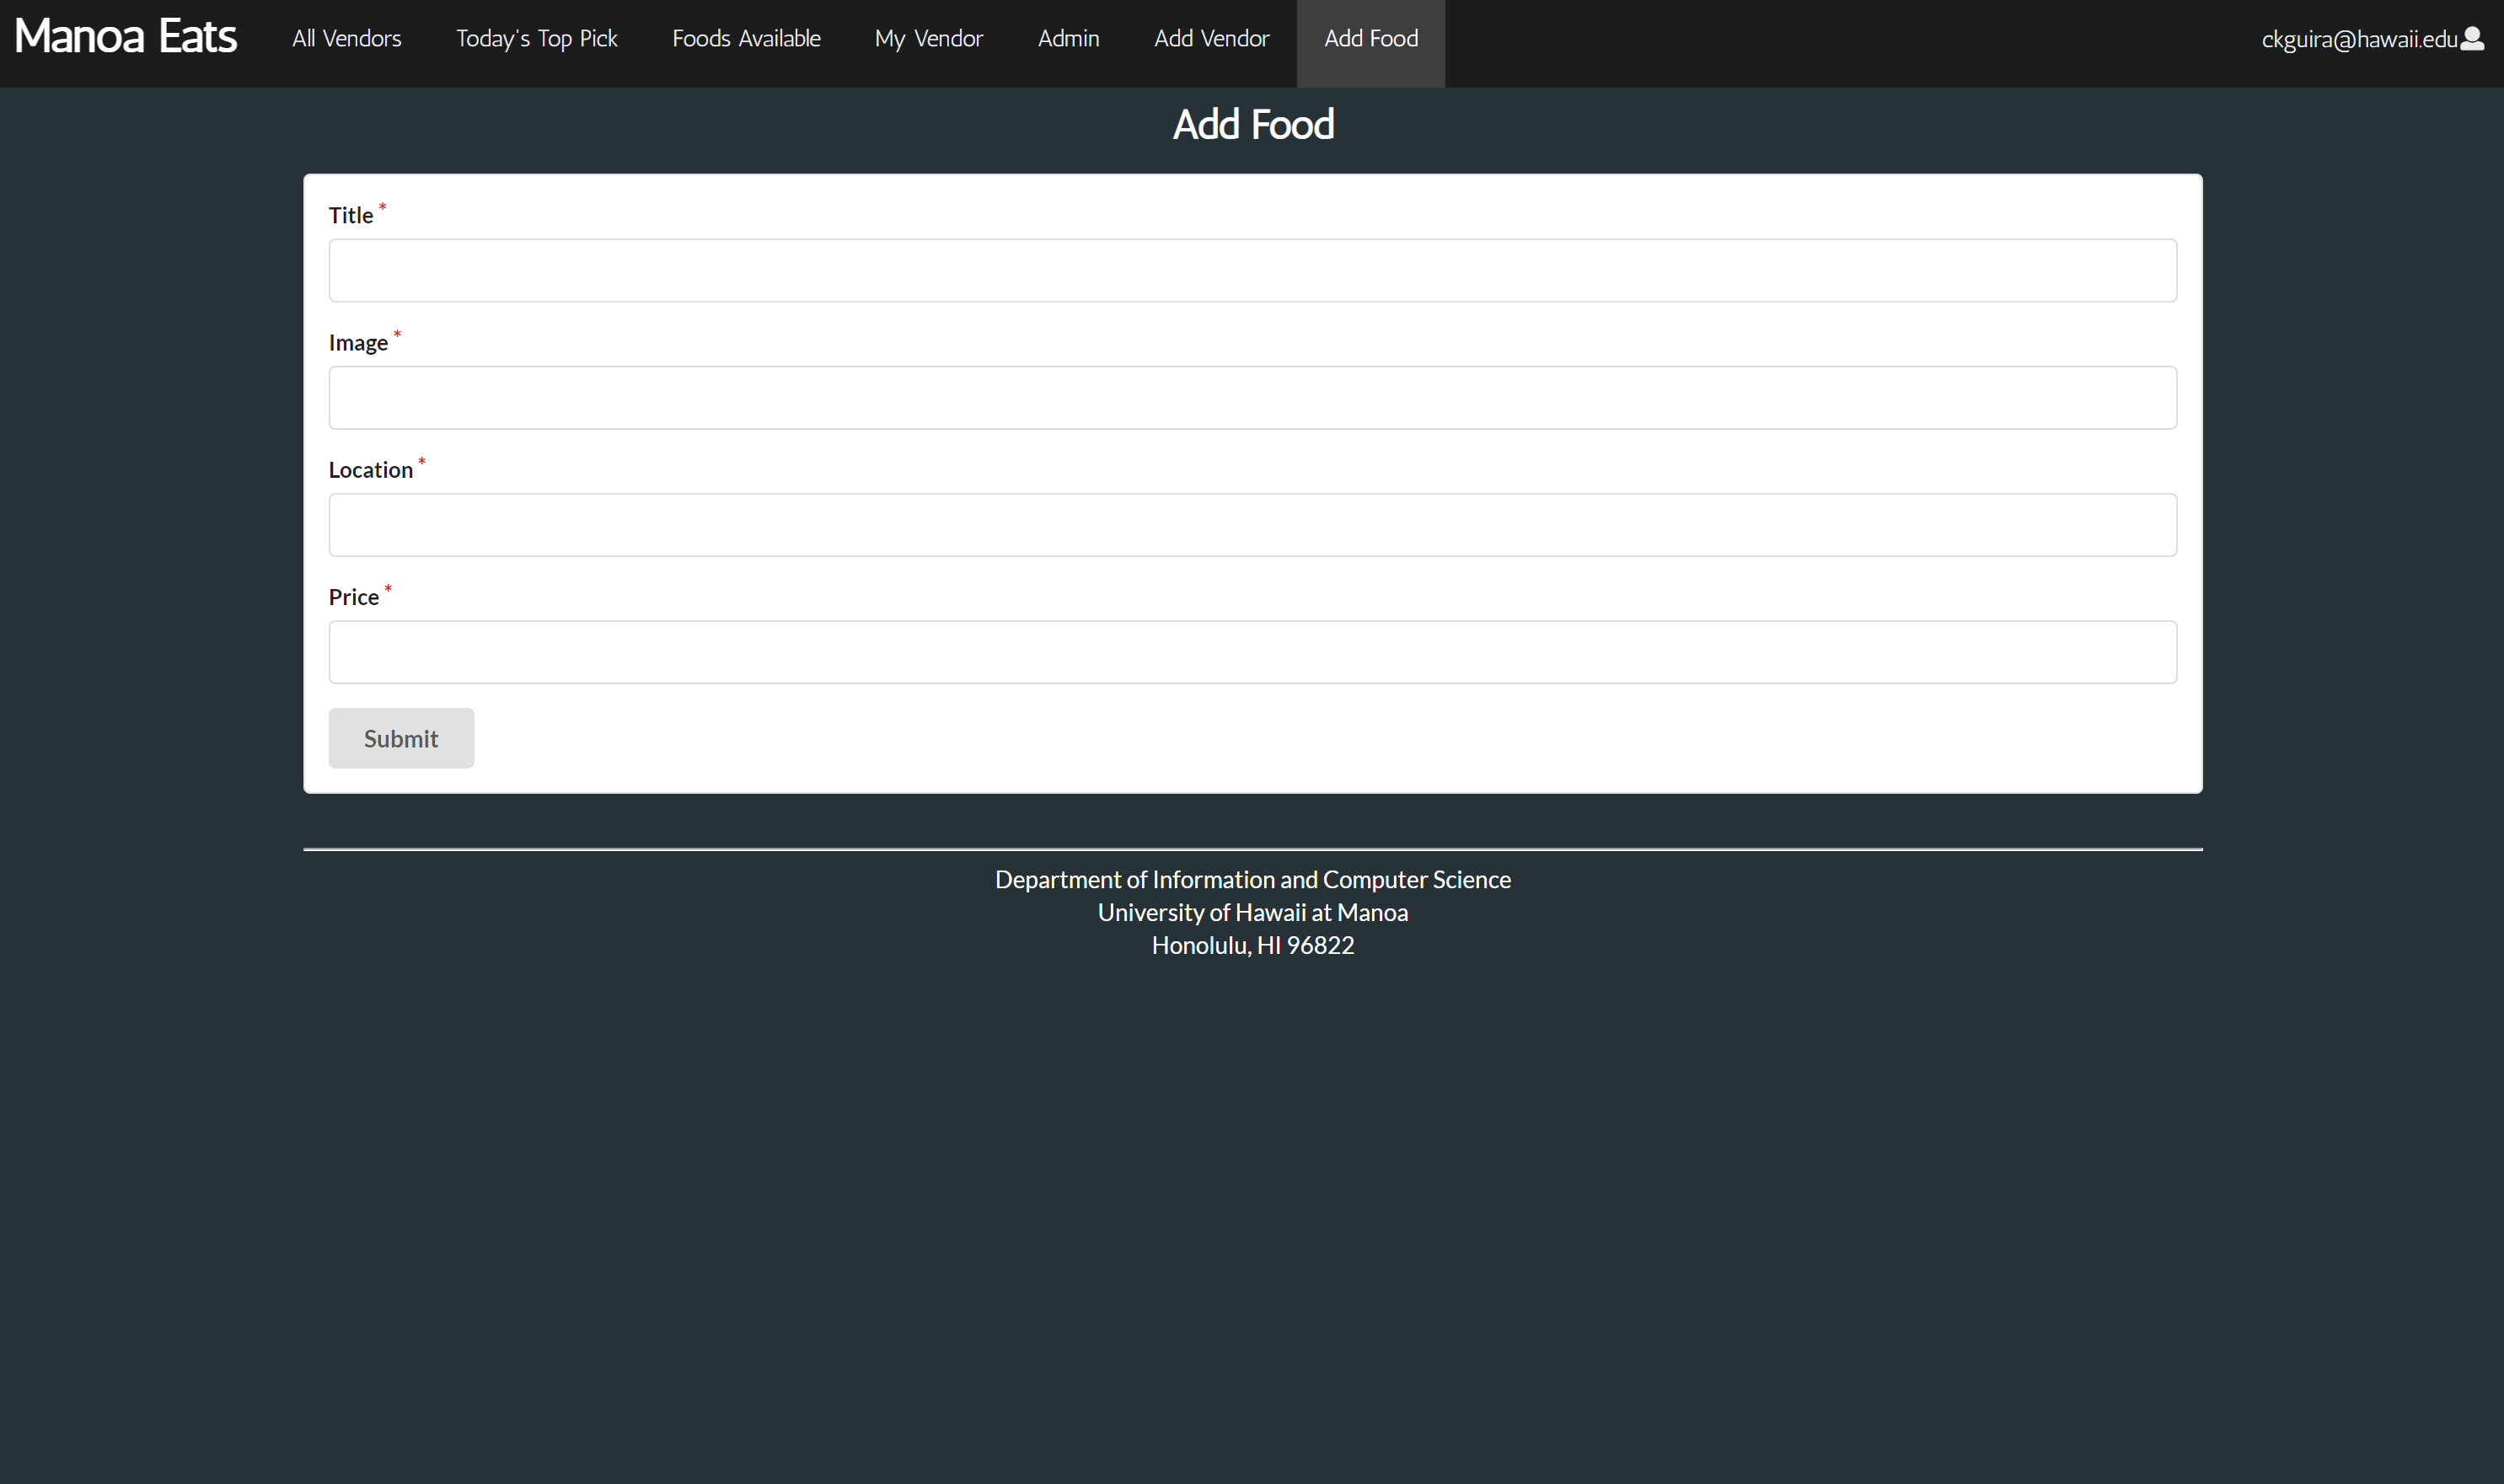 Manoa Eats All Vendors Today's Top Pick Foods Available My Vendor Admin Add Vendor Add Food ckguira@hawaii.edu
Add Food
Title *
Image *
Location *
Price *
Submit
Department of Information and Computer Science
University of Hawaii at Manoa
Honolulu, HI 96822